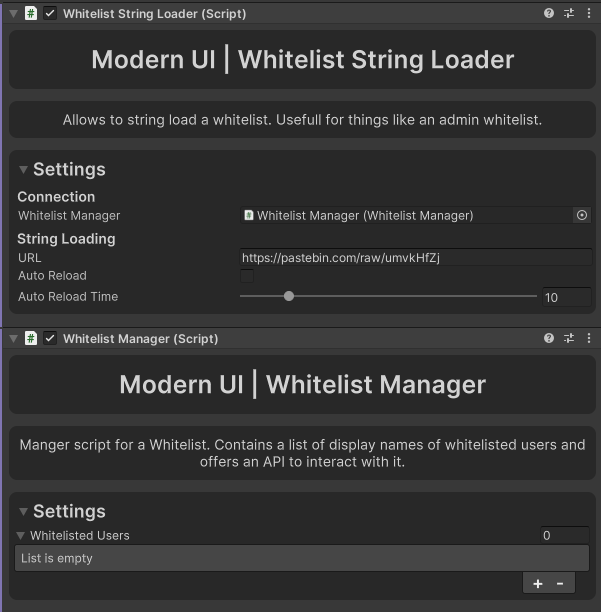 Whitelist String Loader (Script)
Modern UI | Whitelist String Loader
Allows to string load a whitelist. Usefull for things like an admin whitelist.
Settings
Connection
Whitelist Manager
Whitelist Manager (Whitelist Manager)
String Loading
URL
https://pastebin.com/raw/umvkHfZj
Auto Reload
Auto Reload Time
10
Whitelist Manager (Script)
Modern UI | Whitelist Manager
Manger script for a Whitelist. Contains a list of display names of whitelisted users and
offers an API to interact with it.
Settings
Whitelisted Users
0
List is empty
+ -